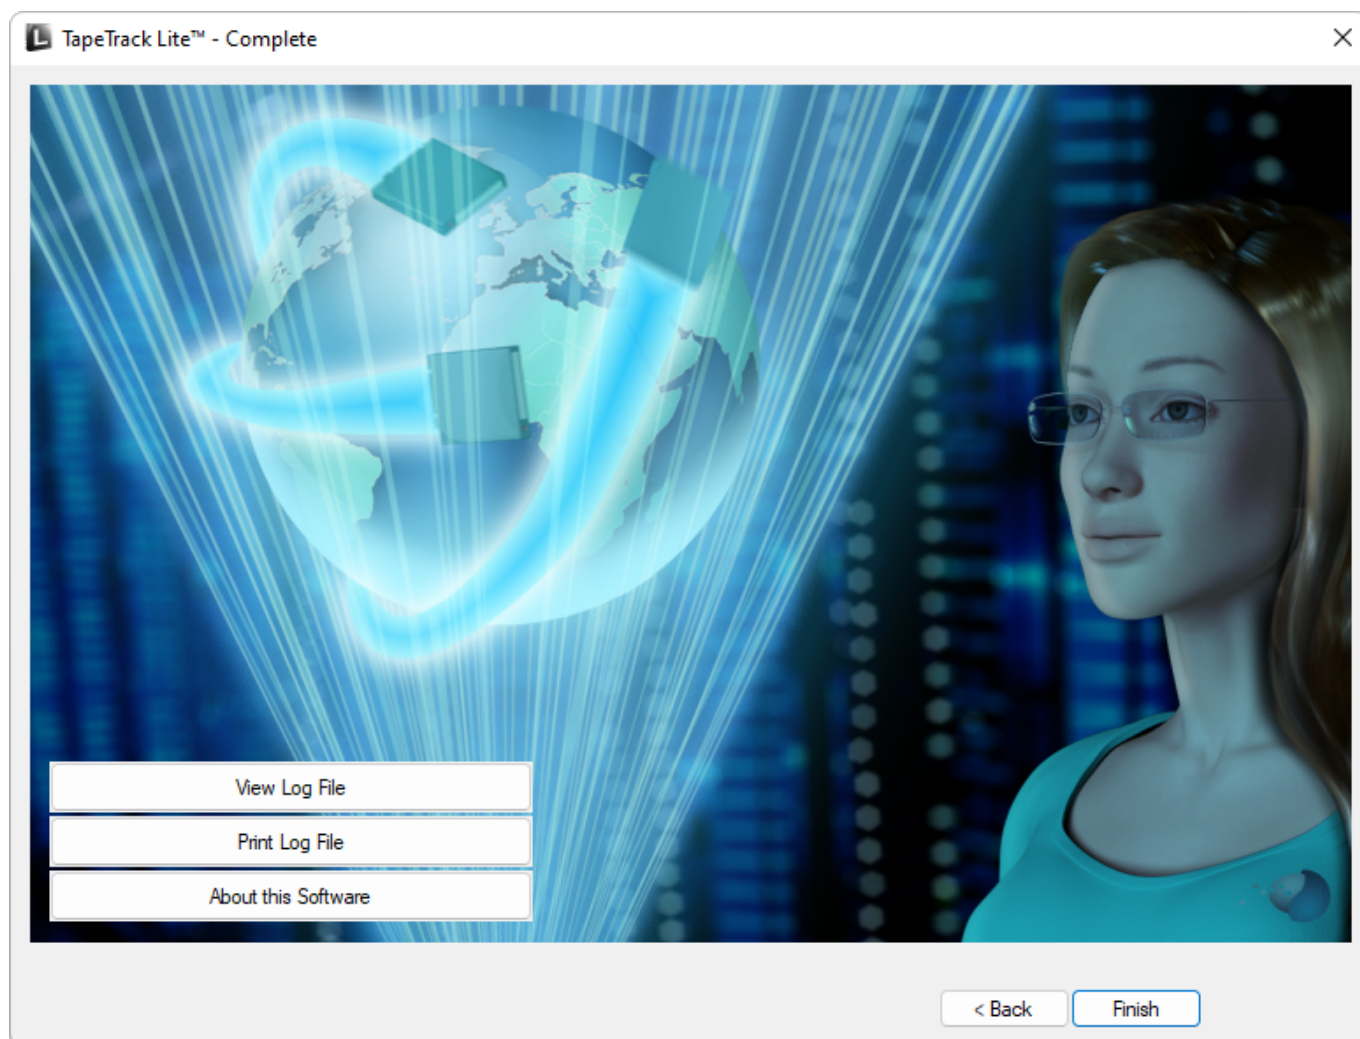 TapeTrack Lite™ - Complete
View Log File
Print Log File
About this Software
< Back
Finish